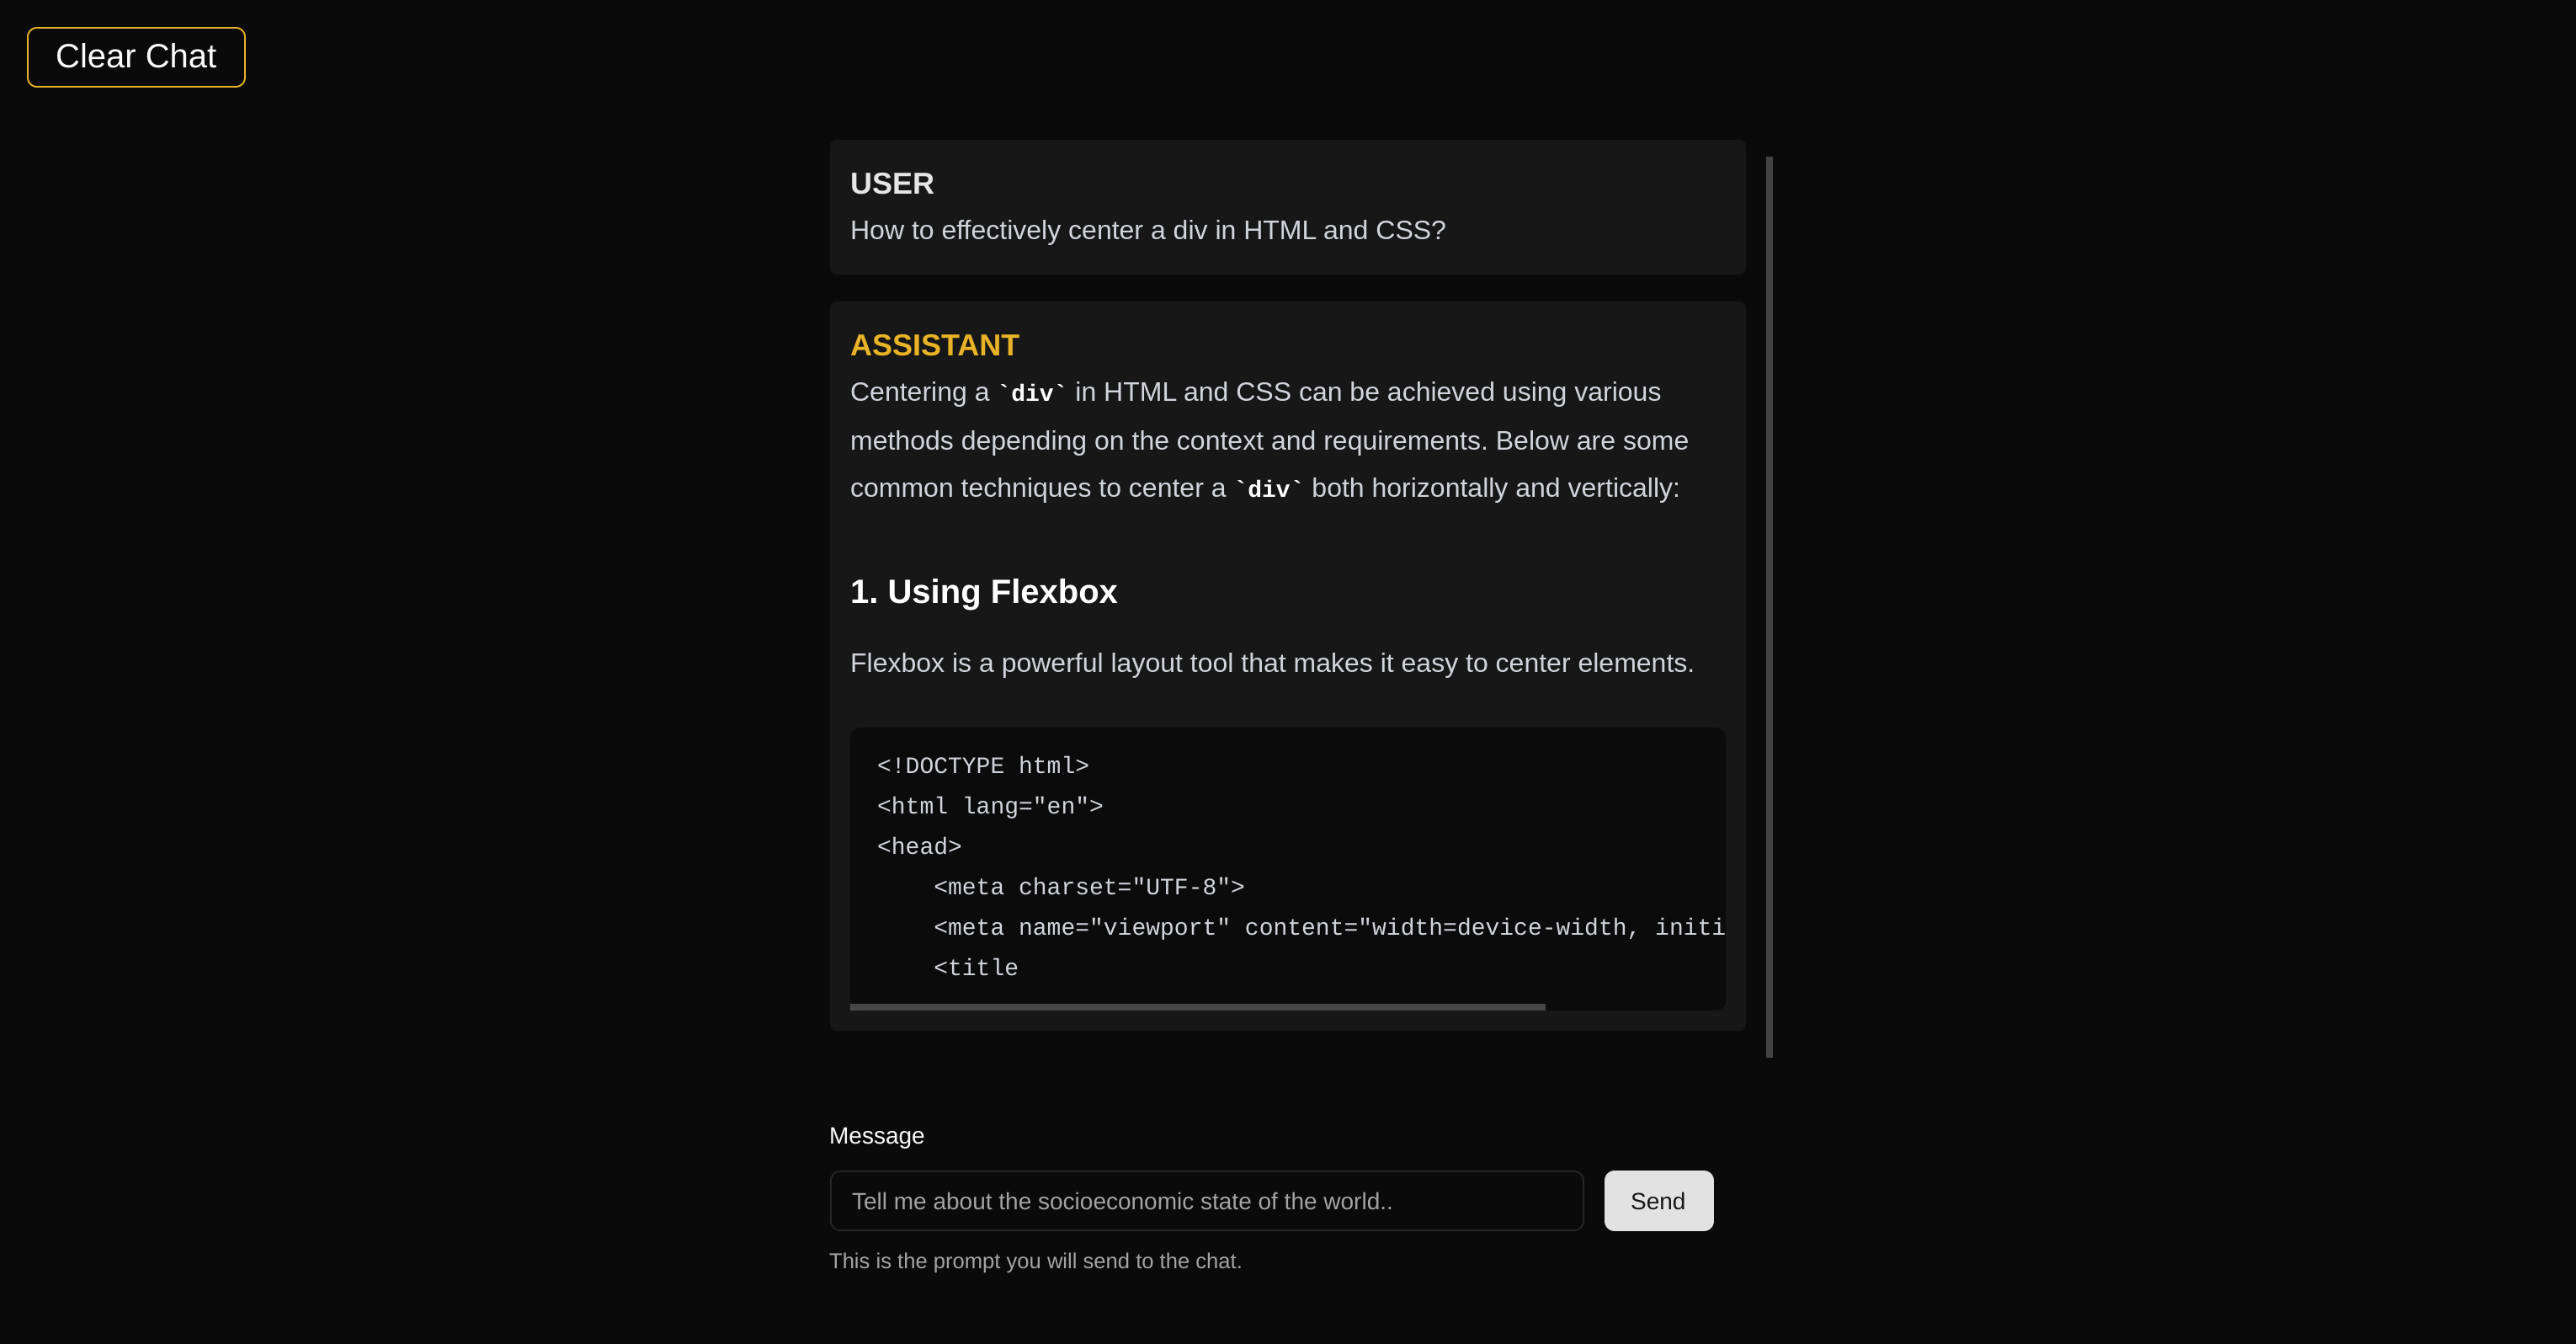 Clear Chat
USER
How to effectively center a div in HTML and CSS?
ASSISTANT
Centering a `div` in HTML and CSS can be achieved using various
methods depending on the context and requirements. Below are some
common techniques to center a `div` both horizontally and vertically:
1. Using Flexbox
Flexbox is a powerful layout tool that makes it easy to center elements.
<!DOCTYPE html>
<html lang="en">
<head>
    <meta charset="UTF-8">
    <meta name="viewport" content="width=device-width, initi
    <title
Message
Tell me about the socioeconomic state of the world..
Send
This is the prompt you will send to the chat.